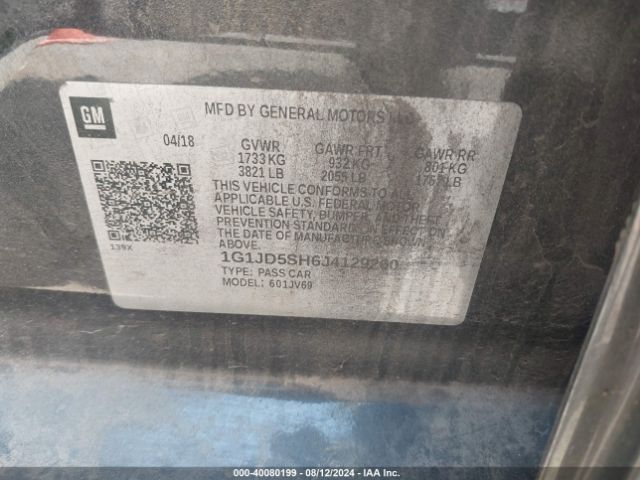 GM
MFD BY GENERAL MOTORS LLC
04/18 GVWR GAWR FRT GAWR RR
1733 KG 932 KG 801 KG
3821 LB 2055 LB LB
THIS VEHICLE CONFORMS TO ALL
APPLICABLE U.S. FEDERAL MOTOR
VEHICLE SAFETY, BUMPER, AND THEFT
PREVENTION STANDARDS IN EFFECT ON
THE DATE OF MANUFACTURE SHOWN
ABOVE.
139X
TYPE: PASS CAR
MODEL: 601JV69
000-40080199 - 08/12/2024 - IAA Inc.